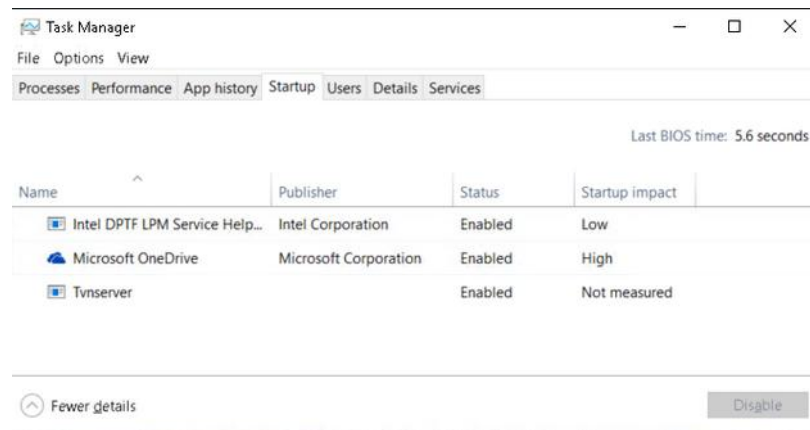 Task Manager
File Options View
Processes Performance App history Startup Users Details Services
Last BIOS time: 5.6 seconds
Name Publisher Status Startup impact
Intel DPTF LPM Service Help... Intel Corporation Enabled Low
Microsoft OneDrive Microsoft Corporation Enabled High
Tvnserver Enabled Not measured
Fewer details Disable